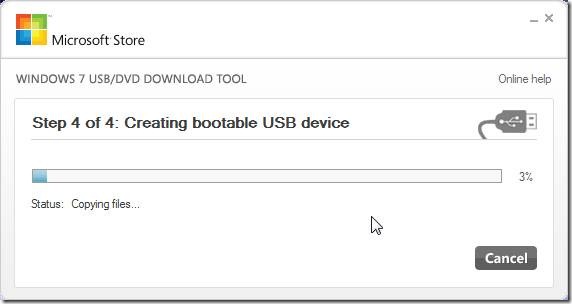 Microsoft Store
WINDOWS 7 USB/DVD DOWNLOAD TOOL
Online help
Step 4 of 4: Creating bootable USB device
3%
Status: Copying files...
Cancel